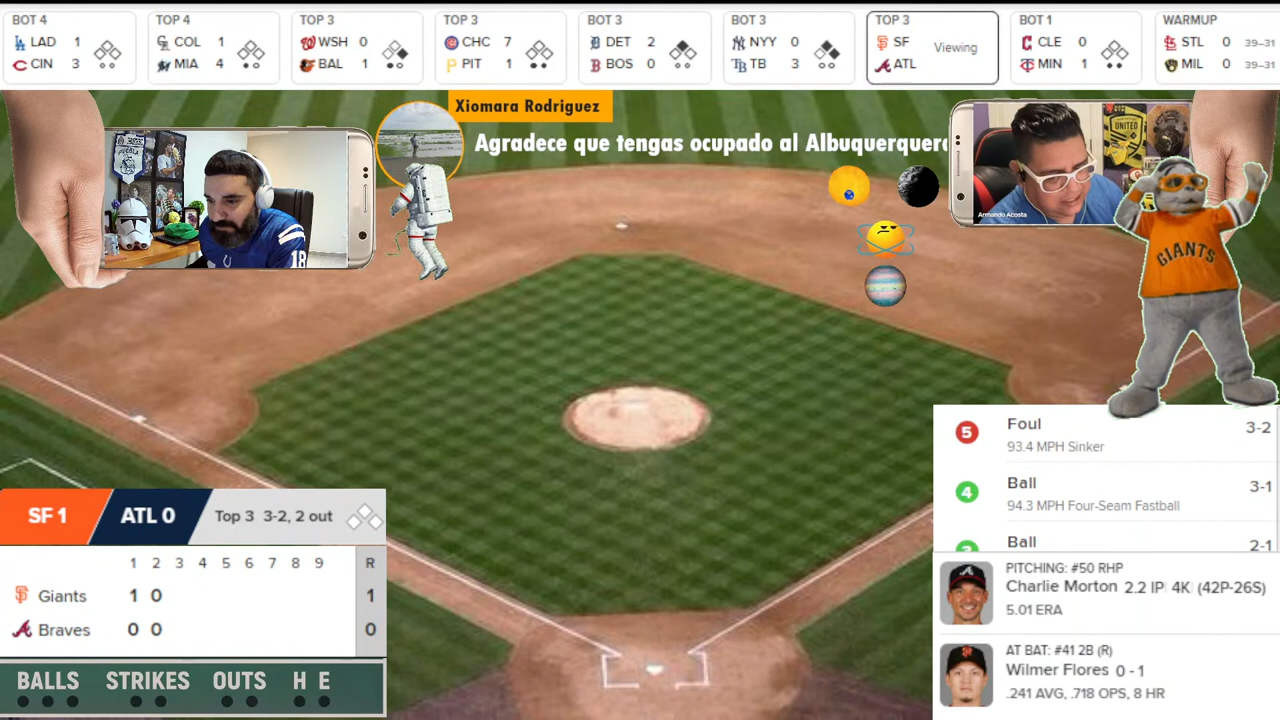 BOT 4
LAD 1
CIN 3
TOP 4
COL 1
MIA 4
TOP 3
WSH 0
BAL 1
TOP 3
CHC 7
PIT 1
BOT 3
DET 2
BOS 0
BOT 3
NYY 0
TB 3
TOP 3
SF
ATL
Viewing
BOT 1
CLE 0
MIN 1
WARMUP
STL 0 39-31
MIL 0 39-31
Xiomara Rodriguez
Agradece que tengas ocupado al Albuquerquer
UNITED
Armando Acosta
18
GIANTS
5 Foul 3-2
93.4 MPH Sinker
4 Ball 3-1
94.3 MPH Four-Seam Fastball
Ball 2-1
SF 1 ATL 0 Top 3 3-2, 2 out
1 2 3 4 5 6 7 8 9 R
Giants 1 0 1
Braves 0 0 0
BALLS STRIKES OUTS H E
PITCHING: #50 RHP
Charlie Morton 2.2 IP 4K (42P-26S)
5.01 ERA
AT BAT: #41 2B (R)
Wilmer Flores 0 - 1
.241 AVG, .718 OPS, 8 HR